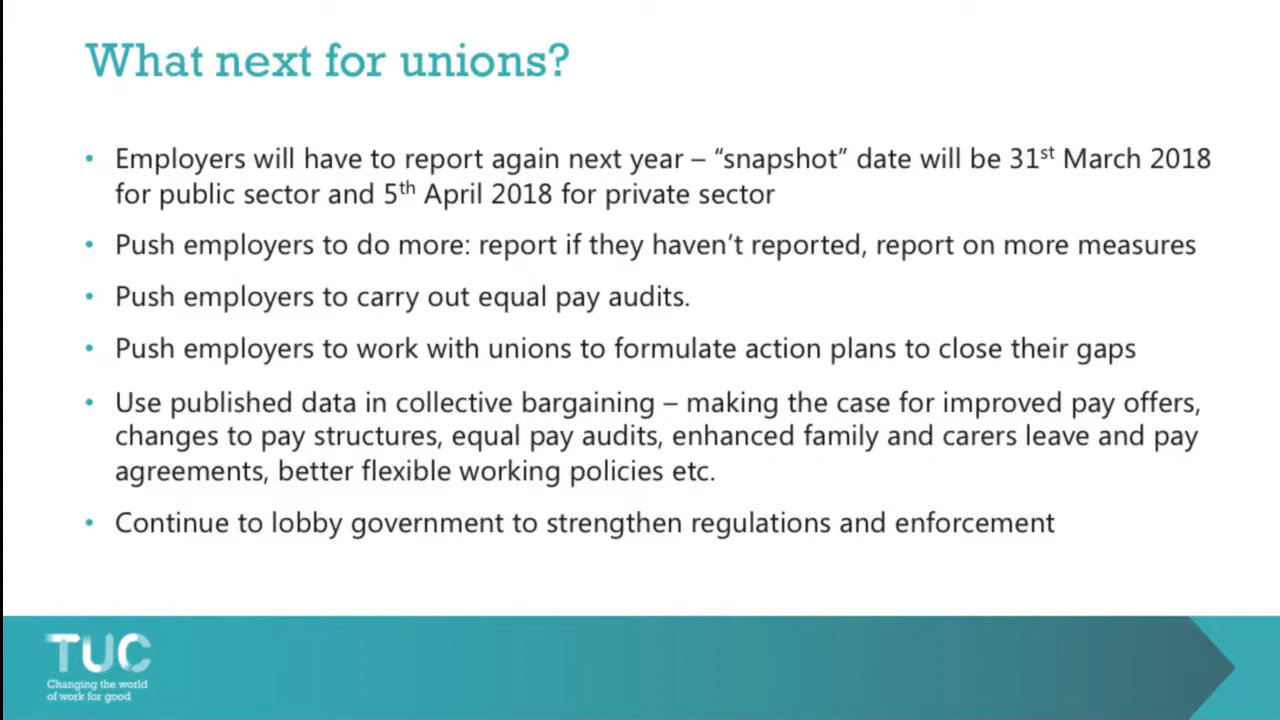 What next for unions?
• Employers will have to report again next year – “snapshot” date will be 31st March 2018
for public sector and 5th April 2018 for private sector
• Push employers to do more: report if they haven’t reported, report on more measures
• Push employers to carry out equal pay audits.
• Push employers to work with unions to formulate action plans to close their gaps
• Use published data in collective bargaining – making the case for improved pay offers,
changes to pay structures, equal pay audits, enhanced family and carers leave and pay
agreements, better flexible working policies etc.
• Continue to lobby government to strengthen regulations and enforcement
TUC
Changing the world
of work for good